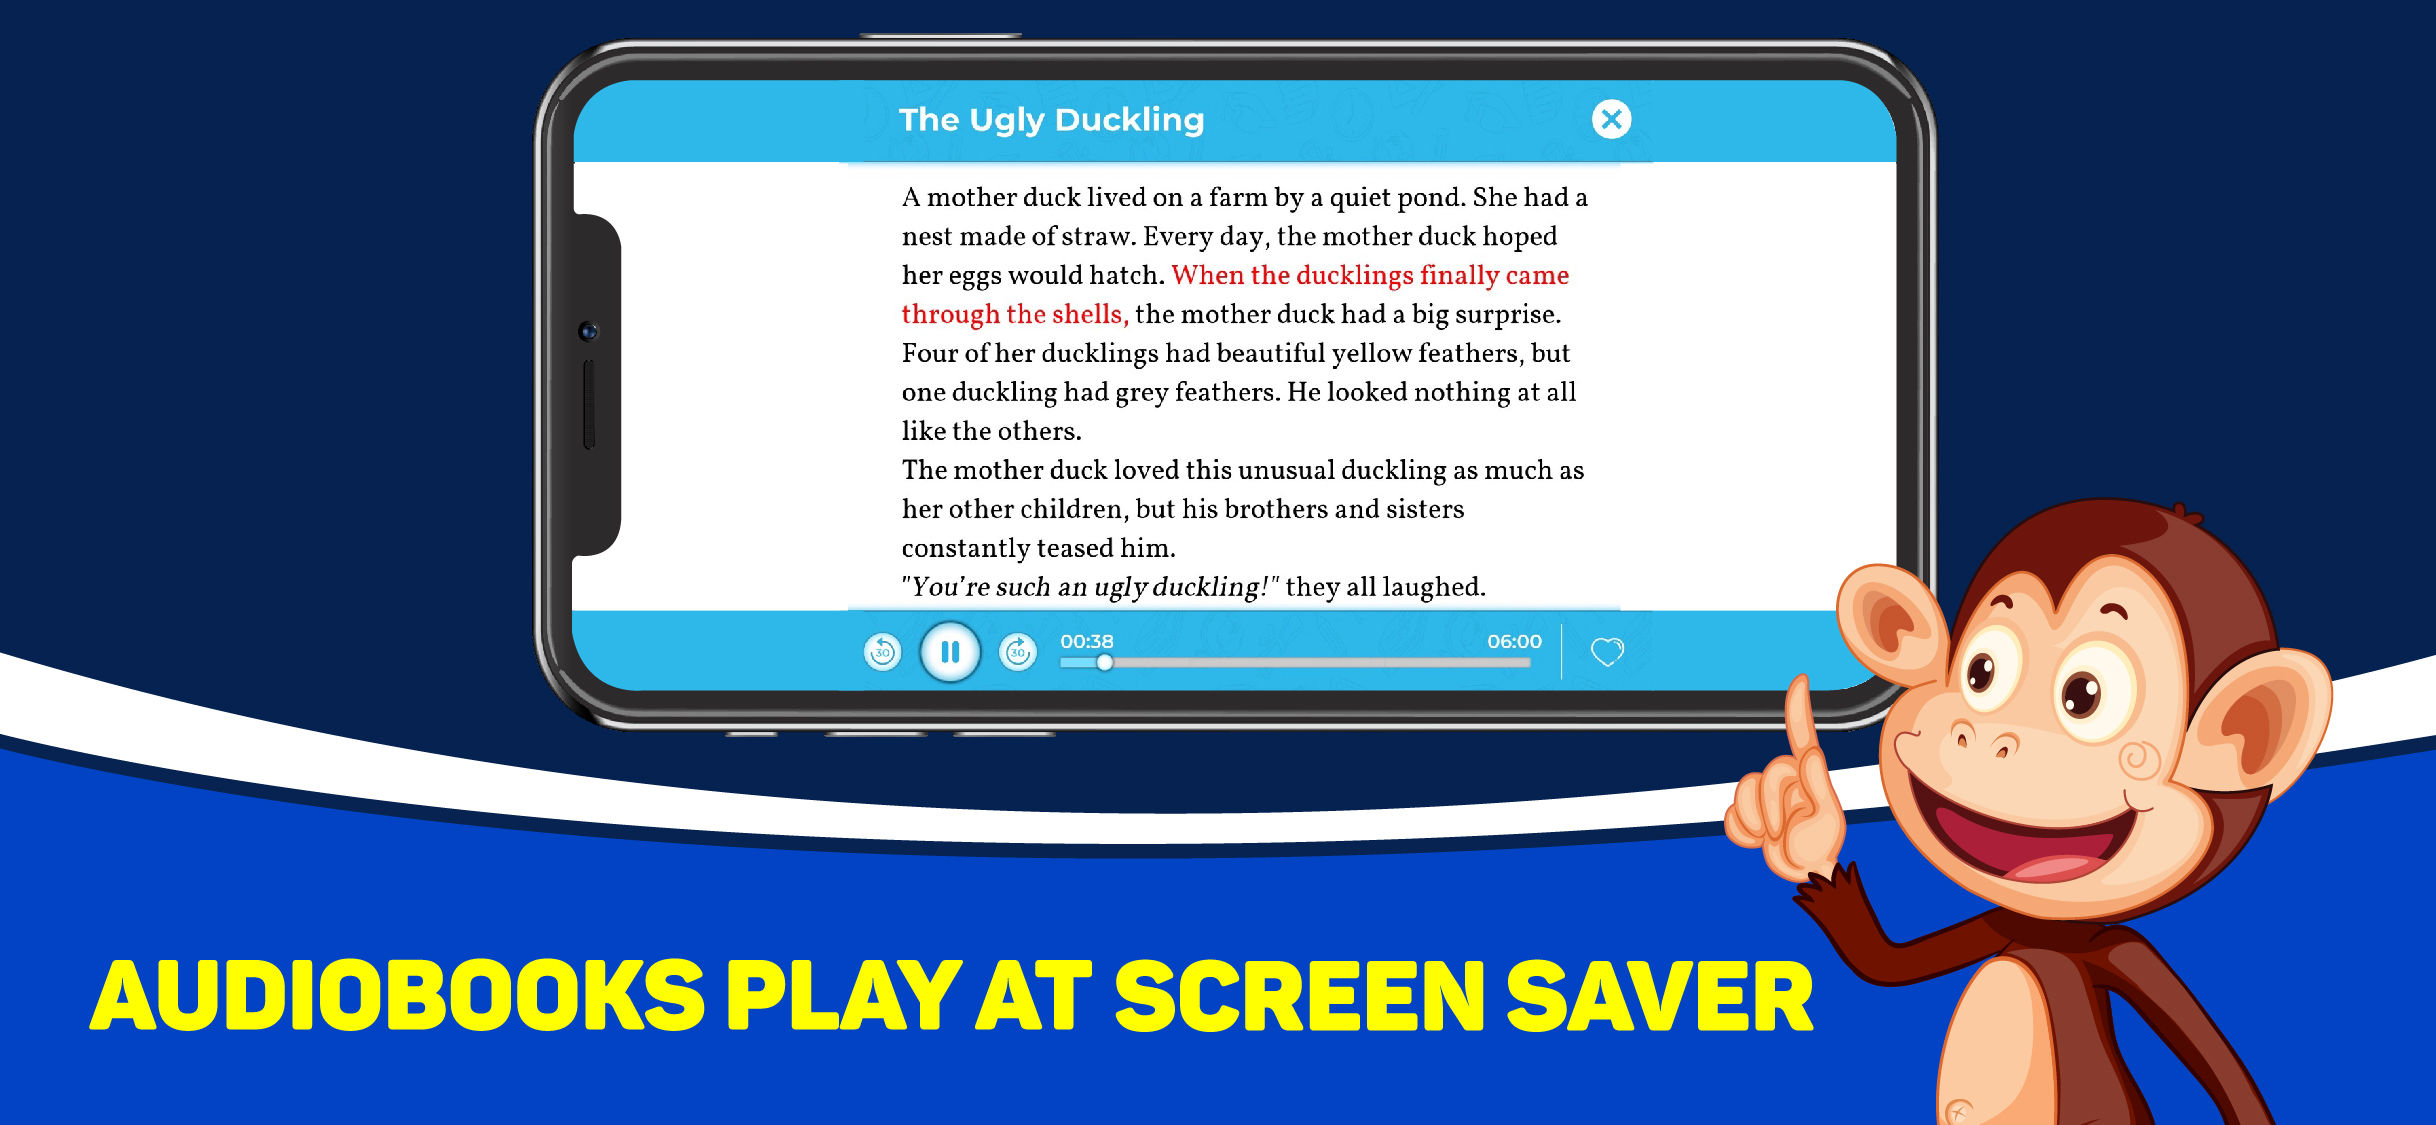 The Ugly Duckling
A mother duck lived on a farm by a quiet pond. She had a
nest made of straw. Every day, the mother duck hoped
her eggs would hatch. When the ducklings finally came
through the shells, the mother duck had a big surprise.
Four of her ducklings had beautiful yellow feathers, but
one duckling had grey feathers. He looked nothing at all
like the others.
The mother duck loved this unusual duckling as much as
her other children, but his brothers and sisters
constantly teased him.
"You're such an ugly duckling!" they all laughed.
30 30 00:38 06:00
AUDIOBOOKS PLAY AT SCREEN SAVER